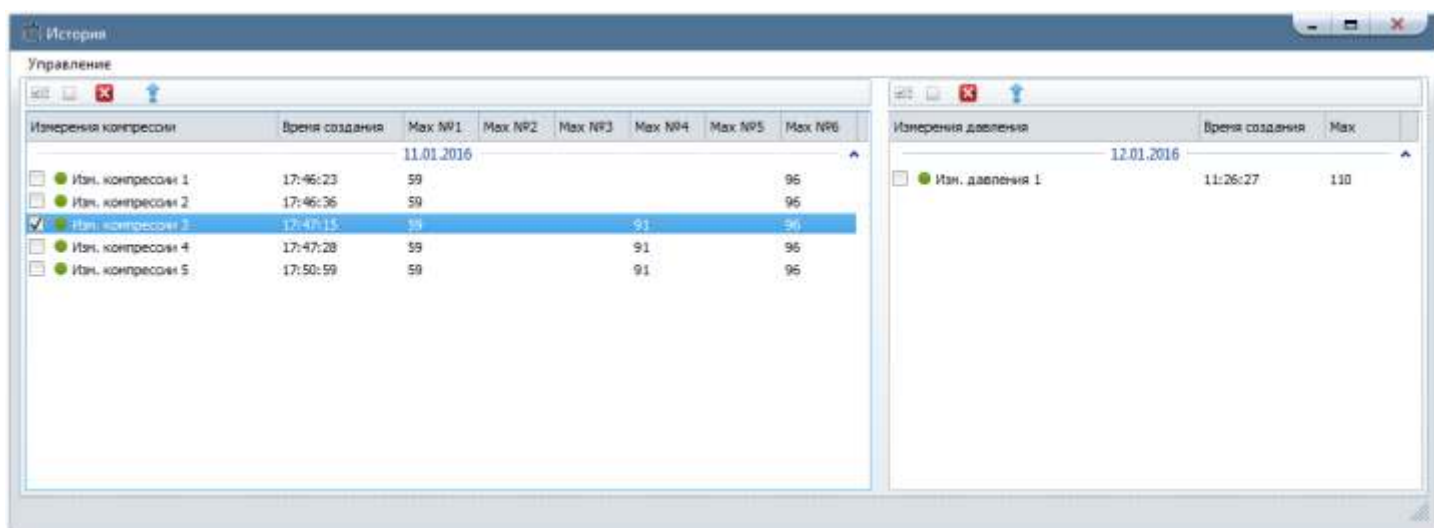 История
Управление
Измерения компрессии Время создания Max №1 Max №2 Max №3 Max №4 Max №5 Max №6
11.01.2016
Изм. компрессии 1 17:46:23 59 96
Изм. компрессии 2 17:46:36 59 96
Изм. компрессии 3 17:47:15 59 91 96
Изм. компрессии 4 17:47:28 59 91 96
Изм. компрессии 5 17:50:59 59 91 96
Измерения давления Время создания Max
12.01.2016
Изм. давления 1 11:26:27 110